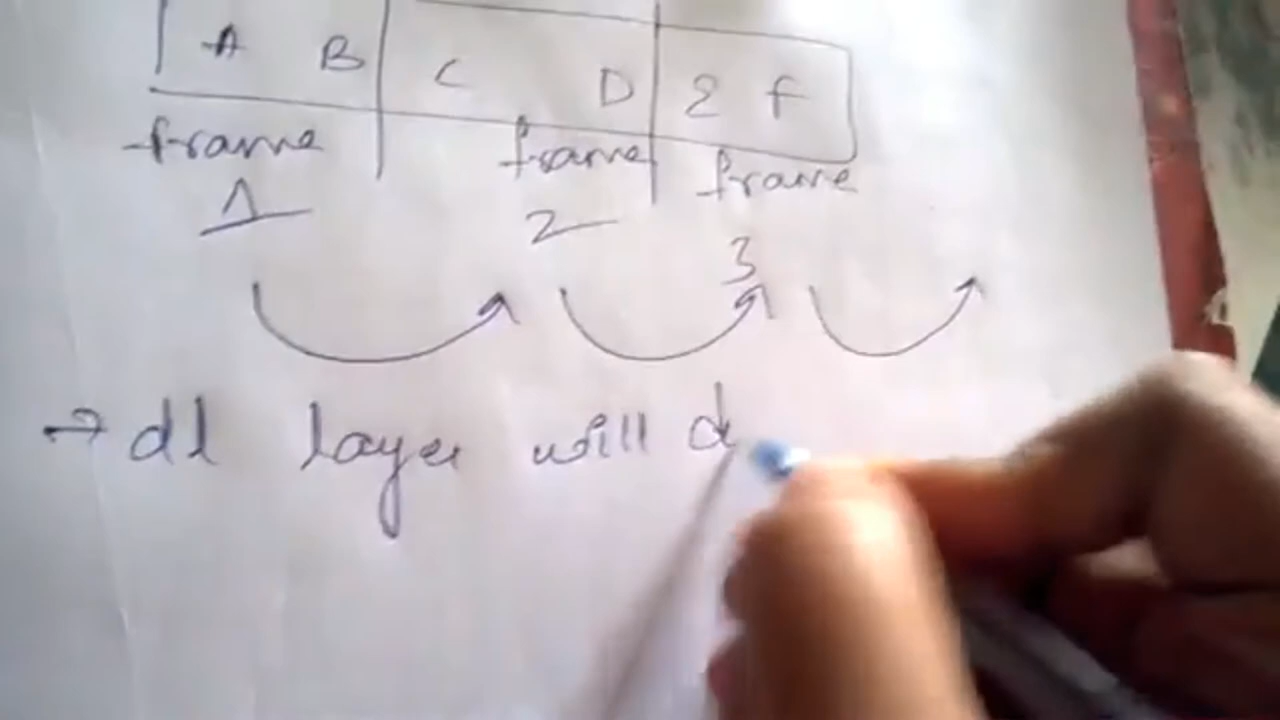 A B C D E F
frame frame frame
1 2 3
→ dl layer will d